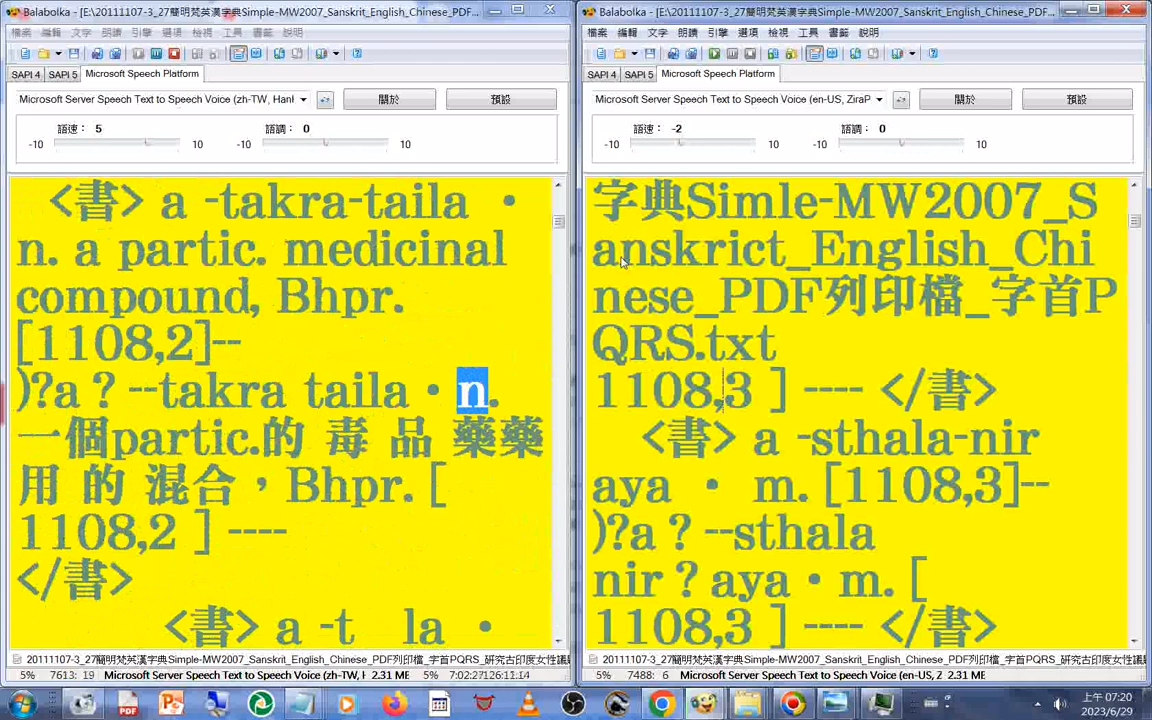 Balabolka - [E:\20111107-3_27簡明梵英漢字典Simple-MW2007_Sanskrit_English_Chinese_PDF...
檔案 編輯 文字 朗讀 引擎 選項 檢視 工具 書籤 說明
SAPI 4 SAPI 5 Microsoft Speech Platform
Microsoft Server Speech Text to Speech Voice (zh-TW, HanI
關於 預設
語速： 5 語調： 0
-10 10 -10 10
<書> a -takra-taila •
n. a partic. medicinal
compound, Bhpr.
[1108,2]--
)?a ? --takra taila • n.
一個partic.的 毒 品 藥藥
用 的 混合，Bhpr. [
1108,2 ] ----
</書>
<書> a -t la •
20111107-3_27簡明梵英漢字典Simple-MW2007_Sanskrit_English_Chinese_PDF列印檔_字首PQRS_研究古印度女性議
5% 7613: 19 Microsoft Server Speech Text to Speech Voice (zh-TW, H 2.31 ME 5% 7:02:27
Balabolka - [E:\20111107-3_27簡明梵英漢字典Simple-MW2007_Sanskrit_English_Chinese_PDF...
檔案 編輯 文字 朗讀 引擎 選項 檢視 工具 書籤 說明
SAPI 4 SAPI 5 Microsoft Speech Platform
Microsoft Server Speech Text to Speech Voice (en-US, ZiraP
關於 預設
語速： -2 語調： 0
-10 10 -10 10
字典Simle-MW2007_S
anskrict_English_Chi
nese_PDF列印檔_字首P
QRS.txt
1108,3 ] ---- </書>
<書> a -sthala-nir
aya • m. [1108,3]--
)?a ? --sthala
nir ? aya • m. [
1108,3 ] ---- </書>
20111107-3_27簡明梵英漢字典Simple-MW2007_Sanskrit_English_Chinese_PDF列印檔_字首PQRS_研究古印度女性議
5% 7488: 6 Microsoft Server Speech Text to Speech Voice (en-US, Z 2.31 ME
上午 07:20
2023/6/29